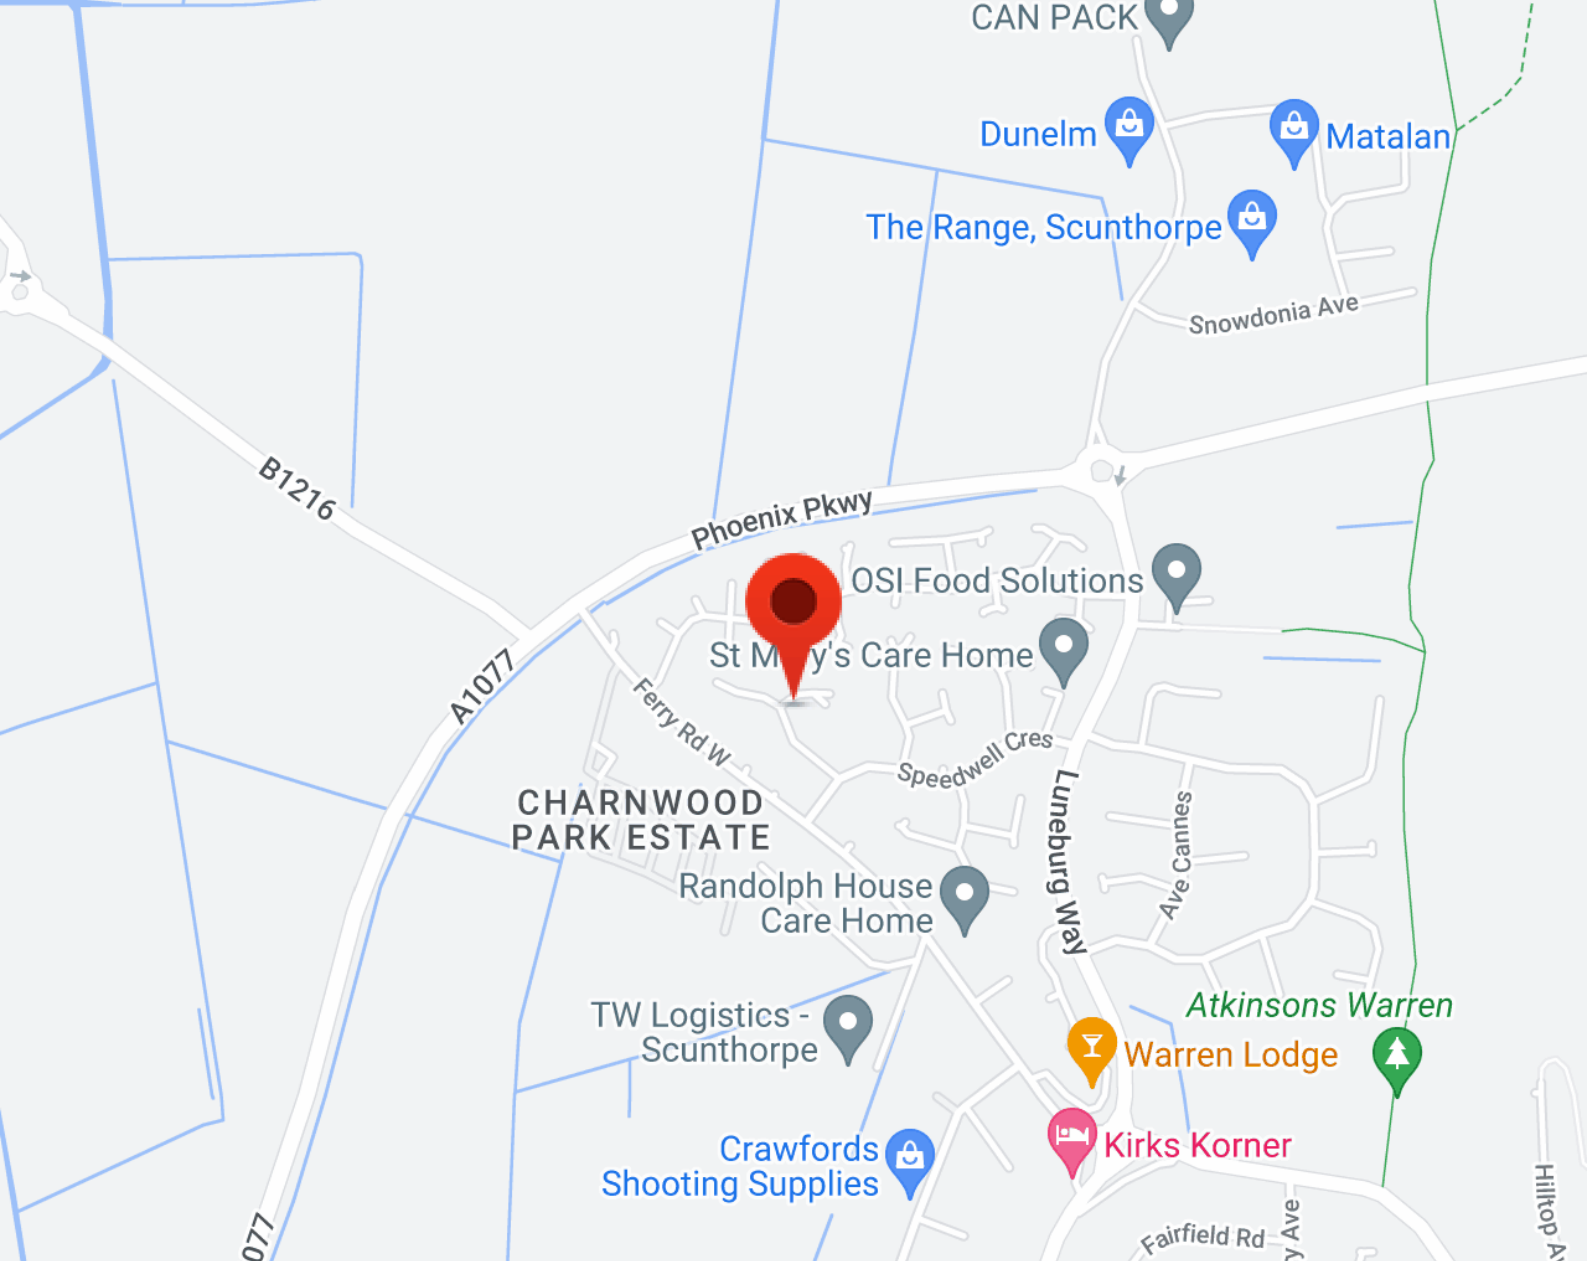 CAN PACK
Dunelm
Matalan
The Range, Scunthorpe
Snowdonia Ave
B1216
Phoenix Pkwy
OSI Food Solutions
St M y's Care Home
A1077
Ferry Rd W
Speedwell Cres
CHARNWOOD
PARK ESTATE
Luneburg Way
Ave Cannes
Randolph House
Care Home
TW Logistics -
Scunthorpe
Atkinsons Warren
Warren Lodge
Crawfords
Shooting Supplies
Kirks Korner
Hilltop A
077
Fairfield Rd
y Ave